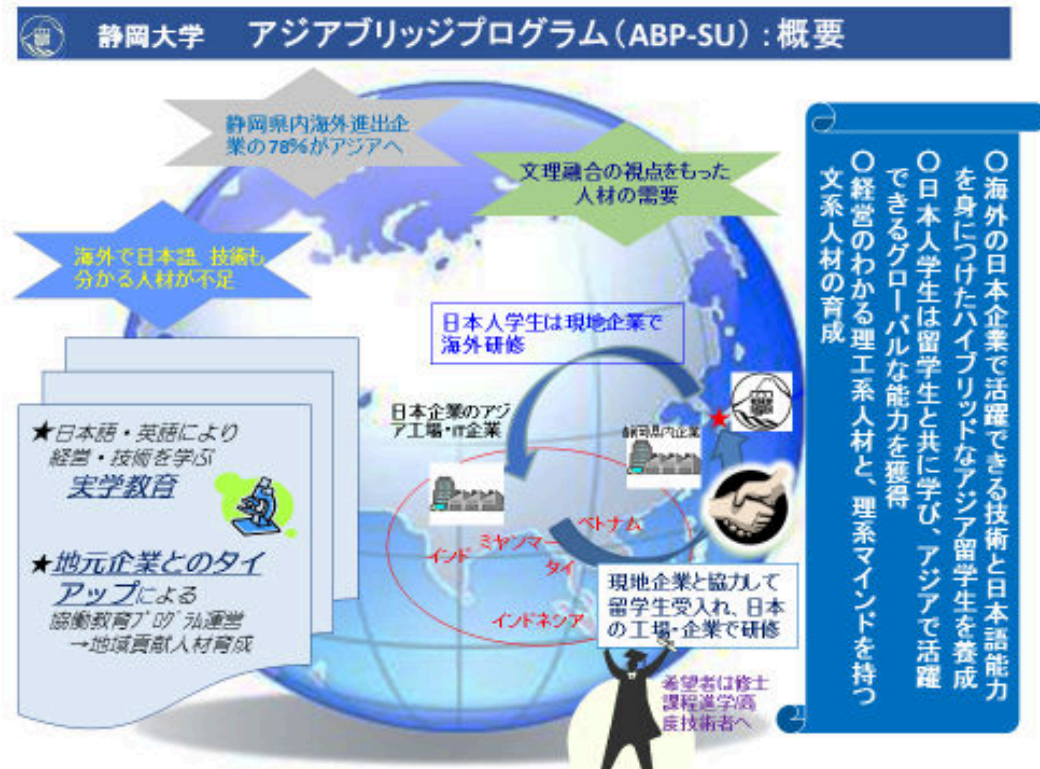 静岡大学 アジアブリッジプログラム(ABP-SU):概要
静岡県内海外進出企
業の78%がアジアへ
文理融合の視点をもった
人材の需要
海外で日本語、技術も
分かる人材が不足
日本人学生は現地企業で
海外研修
日本企業のアジ
ア工場・IT企業
静岡県内企業
★日本語・英語により
経営・技術を学ぶ
実学教育
★地元企業とのタイ
アップによる
協働教育プログラム運営
→地域貢献人材育成
インド
ミャンマー
タイ
ベトナム
インドネシア
現地企業と協力して
留学生受入れ、日本
の工場・企業で研修
希望者は修士
課程進学/高
度技術者へ
○海外の日本企業で活躍できる技術と日本語能力
を身につけたハイブリッドなアジア留学生を養成
○日本人学生は留学生と共に学び、アジアで活躍
できるグローバルな能力を獲得
○経営のわかる理工系人材と、理系マインドを持つ
文系人材の育成